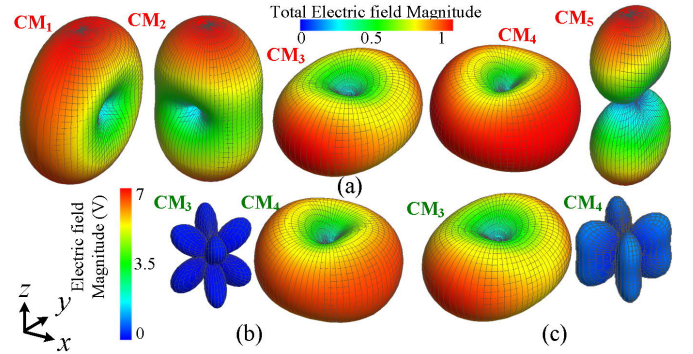 Total Electric field Magnitude
0 0.5 1
CM1 CM2 CM3 CM4 CM5
(a)
Electric field
Magnitude (V)
7
3.5
0
CM3 CM4 CM3 CM4
z y x
(b) (c)